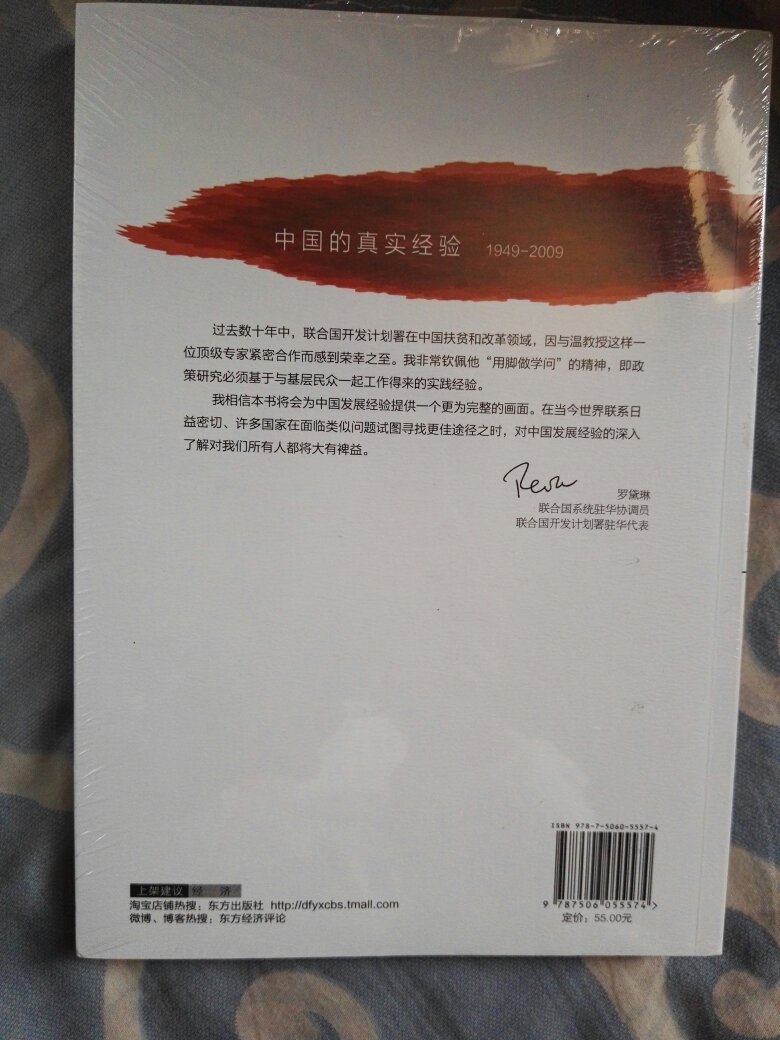 中国的真实经验 1949-2009
过去数十年中，联合国开发计划署在中国扶贫和改革领域，因与温教授这样一
位顶级专家紧密合作而感到荣幸之至。我非常钦佩他“用脚做学问”的精神，即政
策研究必须基于与基层民众一起工作得来的实践经验。
我相信本书将会为中国发展经验提供一个更为完整的画面。在当今世界联系日
益密切、许多国家在面临类似问题试图寻找更佳途径之时，对中国发展经验的深入
了解对我们所有人都将大有裨益。
罗黛琳
联合国系统驻华协调员
联合国开发计划署驻华代表
ISBN 978-7-5060-5557-4
9 787506 055574 >
定价：55.00元
上架建议 经 济
淘宝店铺热搜：东方出版社 http://dfyxcbs.tmall.com
微博、博客热搜：东方经济评论